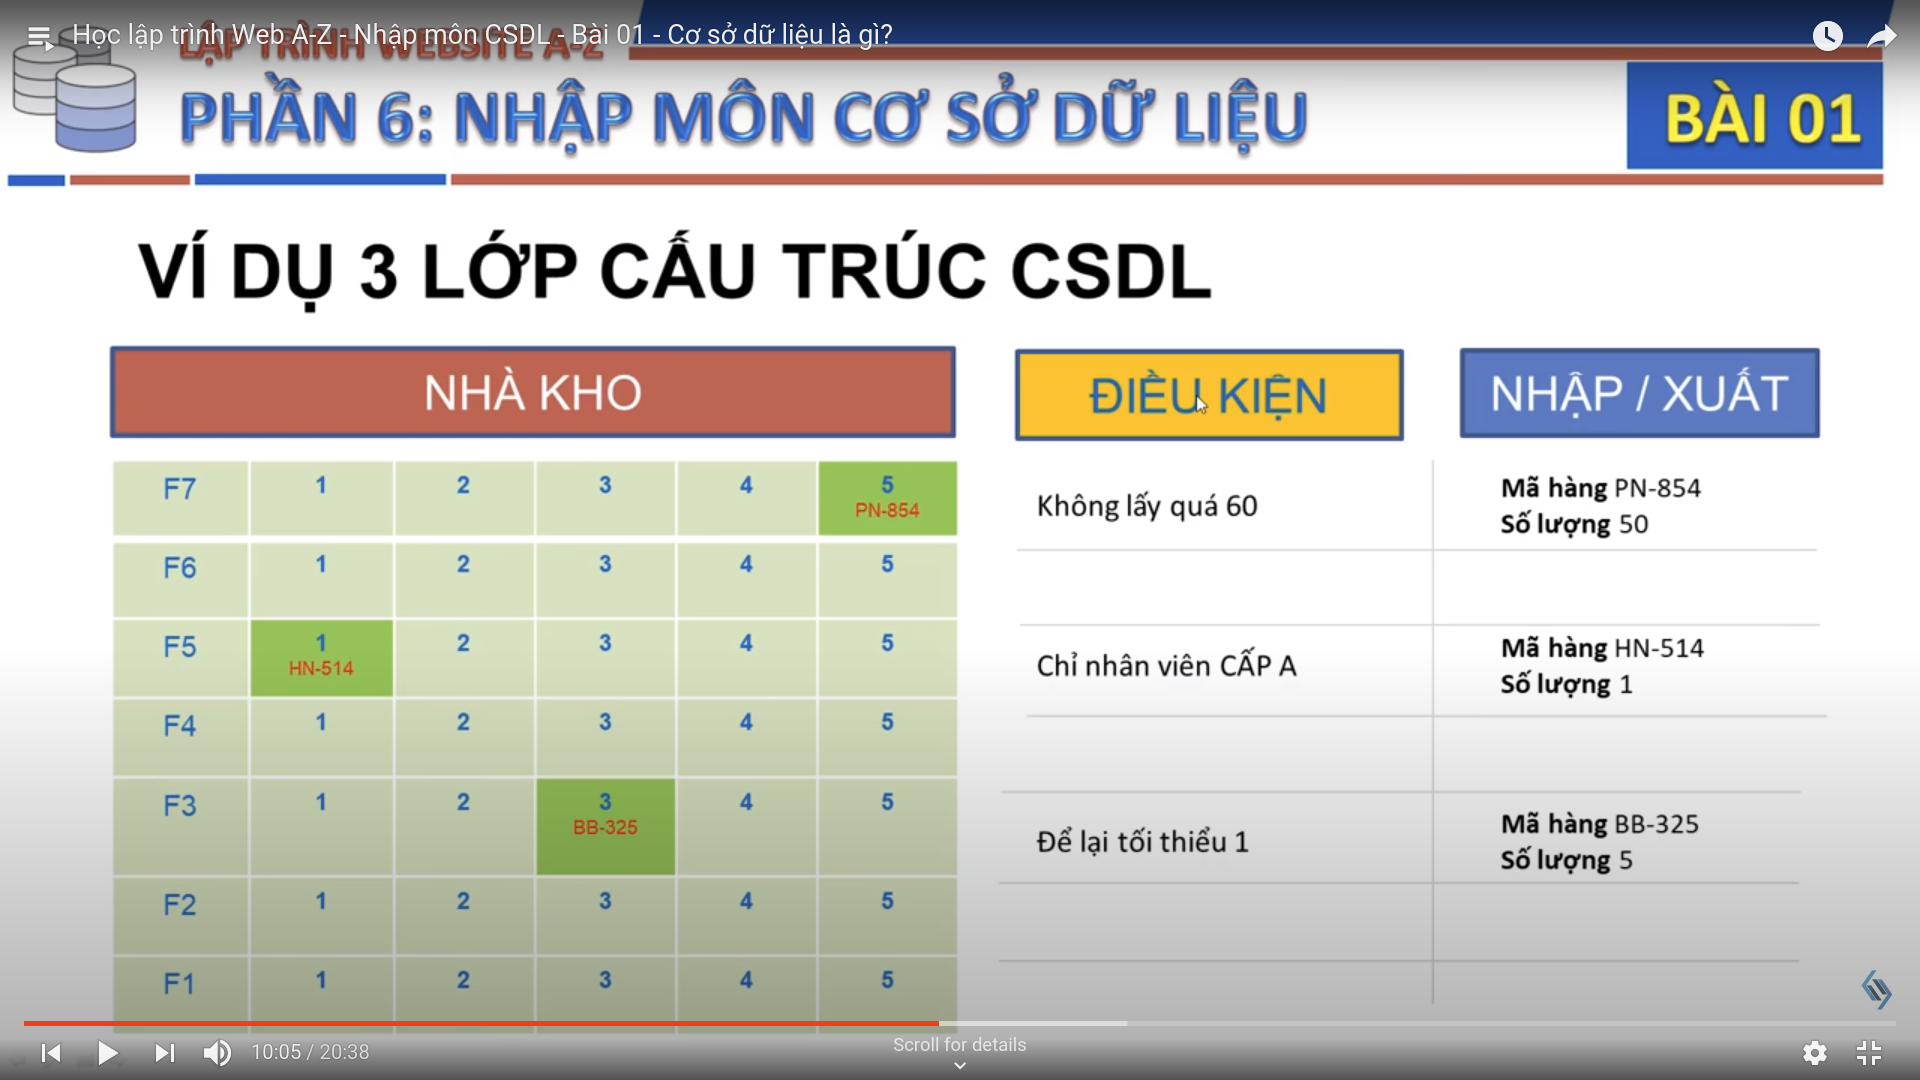 Học lập trình Web A-Z - Nhập môn CSDL - Bài 01 - Cơ sở dữ liệu là gì?
LẬP TRÌNH WEBSITE A-Z
PHẦN 6: NHẬP MÔN CƠ SỞ DỮ LIỆU
BÀI 01
VÍ DỤ 3 LỚP CẤU TRÚC CSDL
NHÀ KHO
ĐIỀU KIỆN
NHẬP / XUẤT
F7 1 2 3 4 5
PN-854
Không lấy quá 60
Mã hàng PN-854
Số lượng 50
F6 1 2 3 4 5
F5 1 2 3 4 5
HN-514
Chỉ nhân viên CẤP A
Mã hàng HN-514
Số lượng 1
F4 1 2 3 4 5
F3 1 2 3 4 5
BB-325
Để lại tối thiểu 1
Mã hàng BB-325
Số lượng 5
F2 1 2 3 4 5
F1 1 2 3 4 5
10:05 / 20:38
Scroll for details